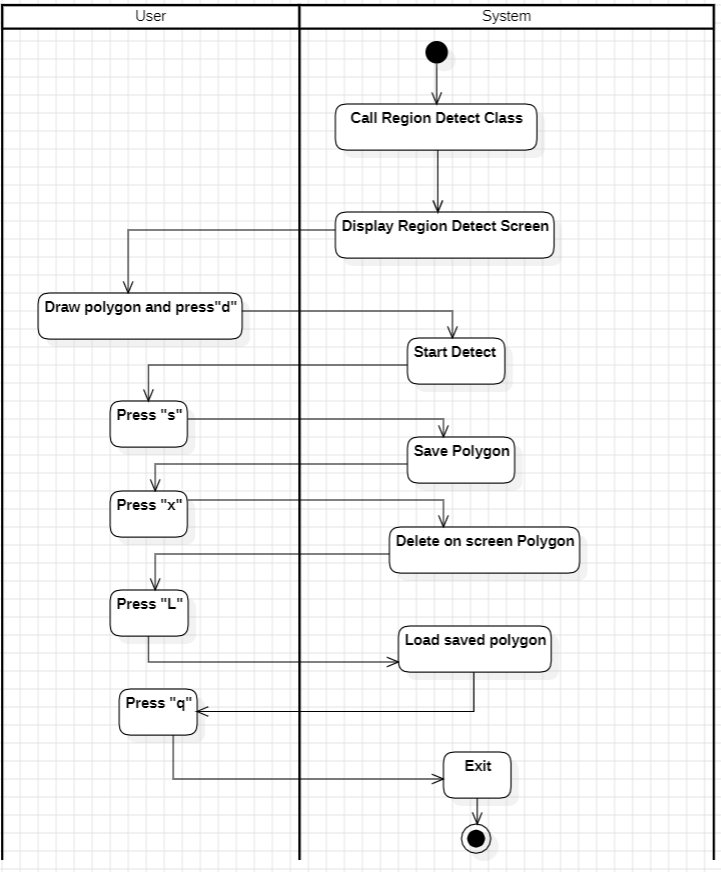 User
System
Call Region Detect Class
Display Region Detect Screen
Draw polygon and press"d"
Start Detect
Press "s"
Save Polygon
Press "x"
Delete on screen Polygon
Press "L"
Load saved polygon
Press "q"
Exit